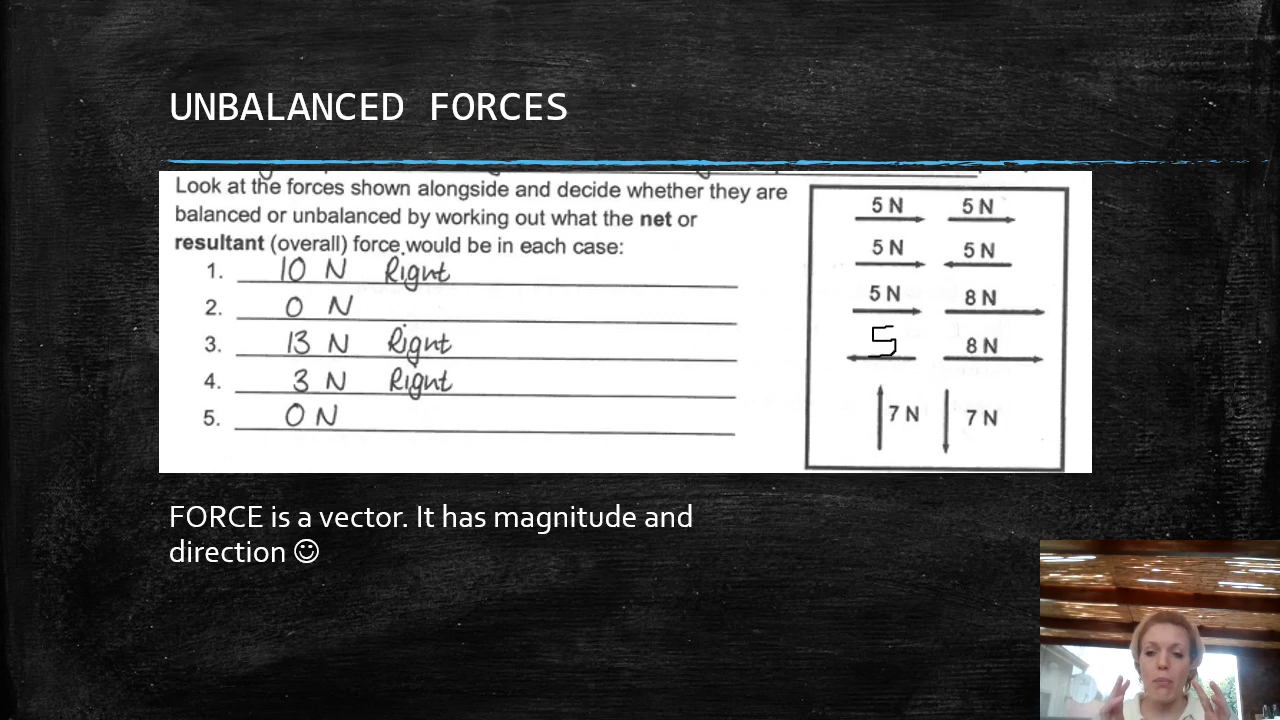 UNBALANCED FORCES
Look at the forces shown alongside and decide whether they are
balanced or unbalanced by working out what the net or
resultant (overall) force would be in each case:
1. 10 N Right
2. 0 N
3. 13 N Right
4. 3 N Right
5. 0 N
5 N 5 N
5 N 5 N
5 N 8 N
5 8 N
7 N 7 N
FORCE is a vector. It has magnitude and
direction ☺